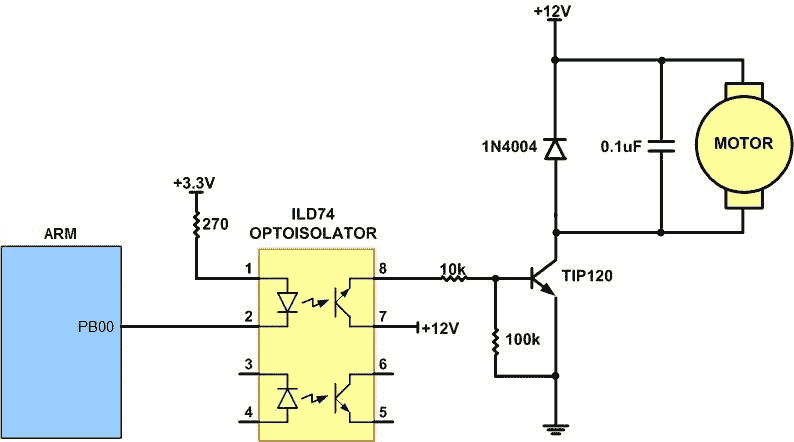 +12V
1N4004
0.1uF
MOTOR
+3.3V
270
ILD74
OPTOISOLATOR
ARM
1
8
10k
TIP120
PB00
2
7
+12V
100k
3
6
4
5